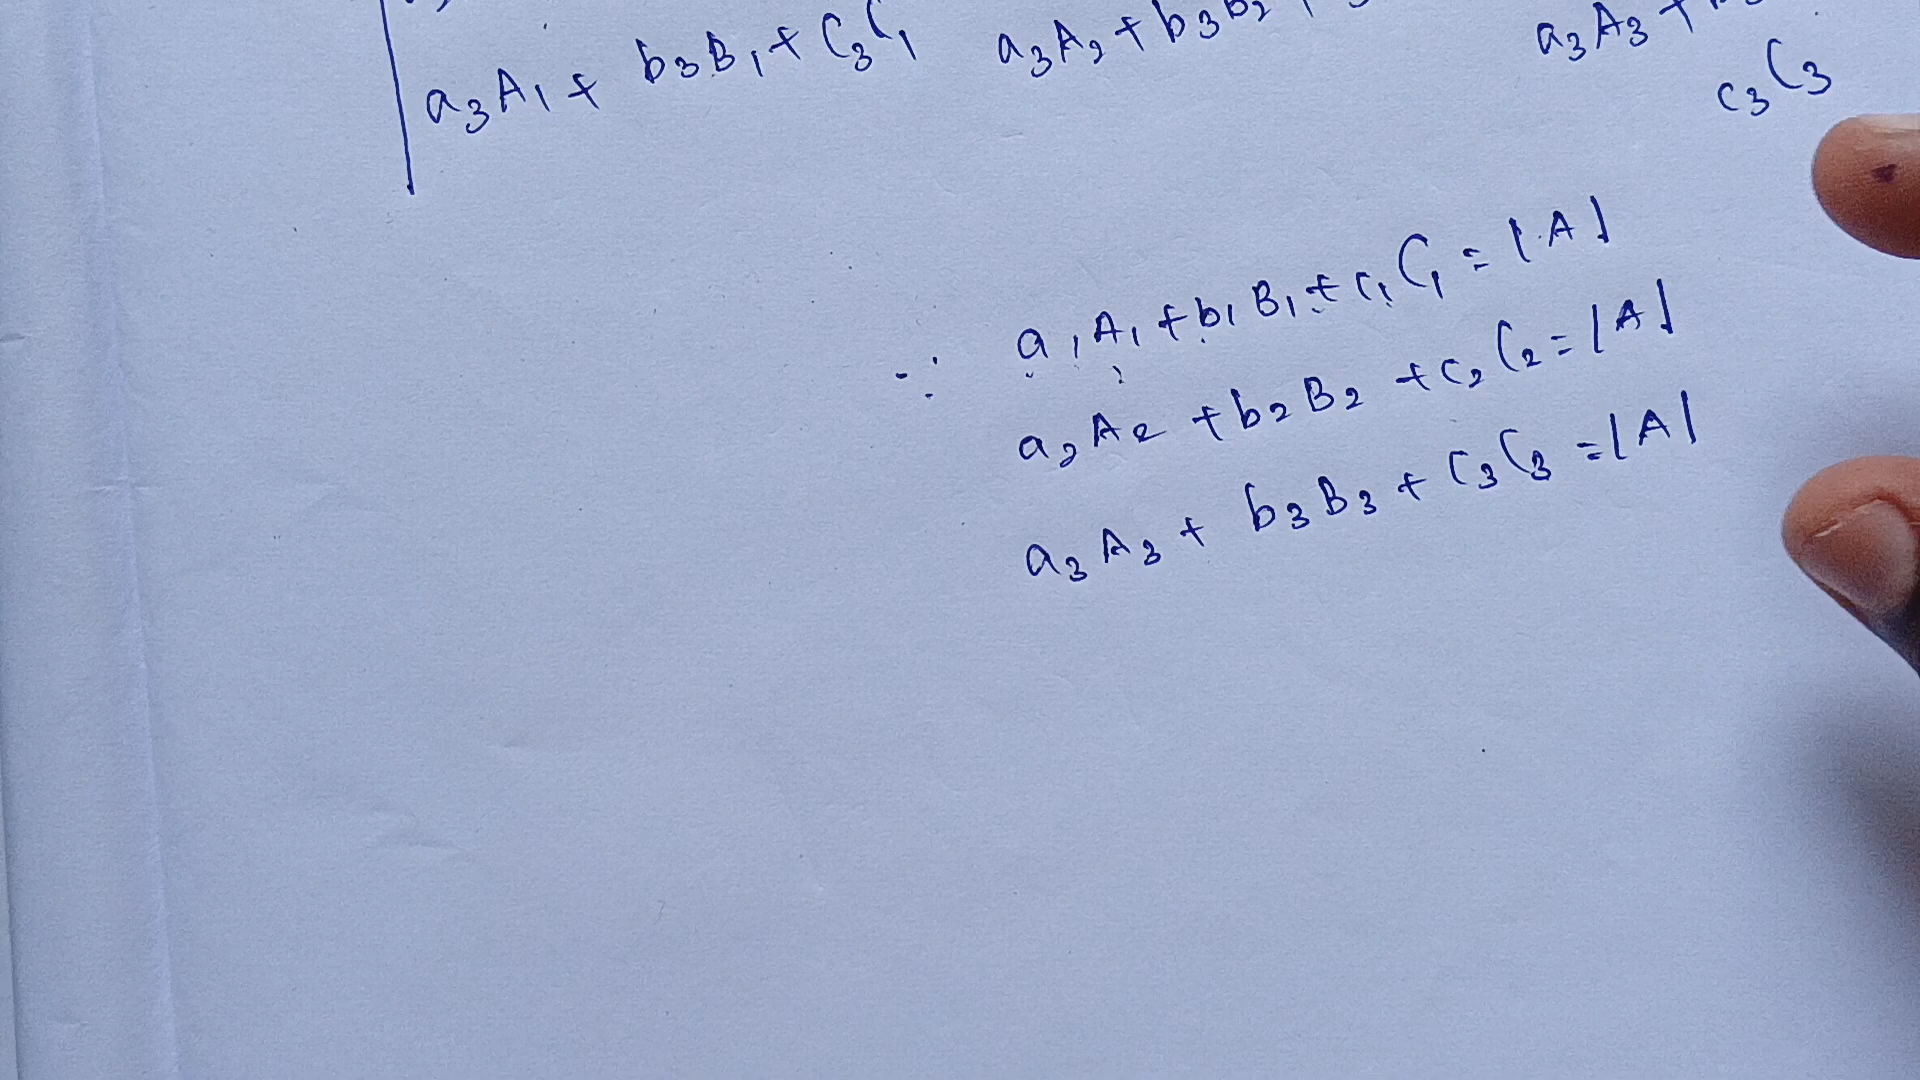 a₃A₁ + b₃B₁ + C₃C₁ a₃A₂ + b₃B₂ a₃A₃ +
c₃C₃
∵ a₁A₁ + b₁B₁ + c₁C₁ = |A|
a₂A₂ + b₂B₂ + c₂C₂ = |A|
a₃A₃ + b₃B₃ + c₃C₃ = |A|